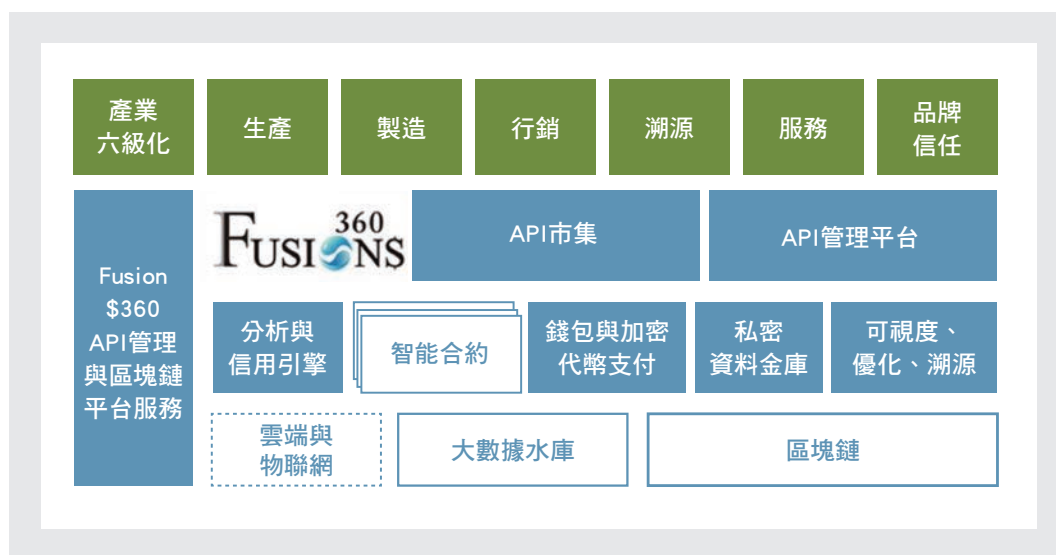 產業
六級化
生產
製造
行銷
溯源
服務
品牌
信任
Fusion
$360
API管理
與區塊鏈
平台服務
FUSIONS
360
API市集
API管理平台
分析與
信用引擎
智能合約
錢包與加密
代幣支付
私密
資料金庫
可視度、
優化、溯源
雲端與
物聯網
大數據水庫
區塊鏈